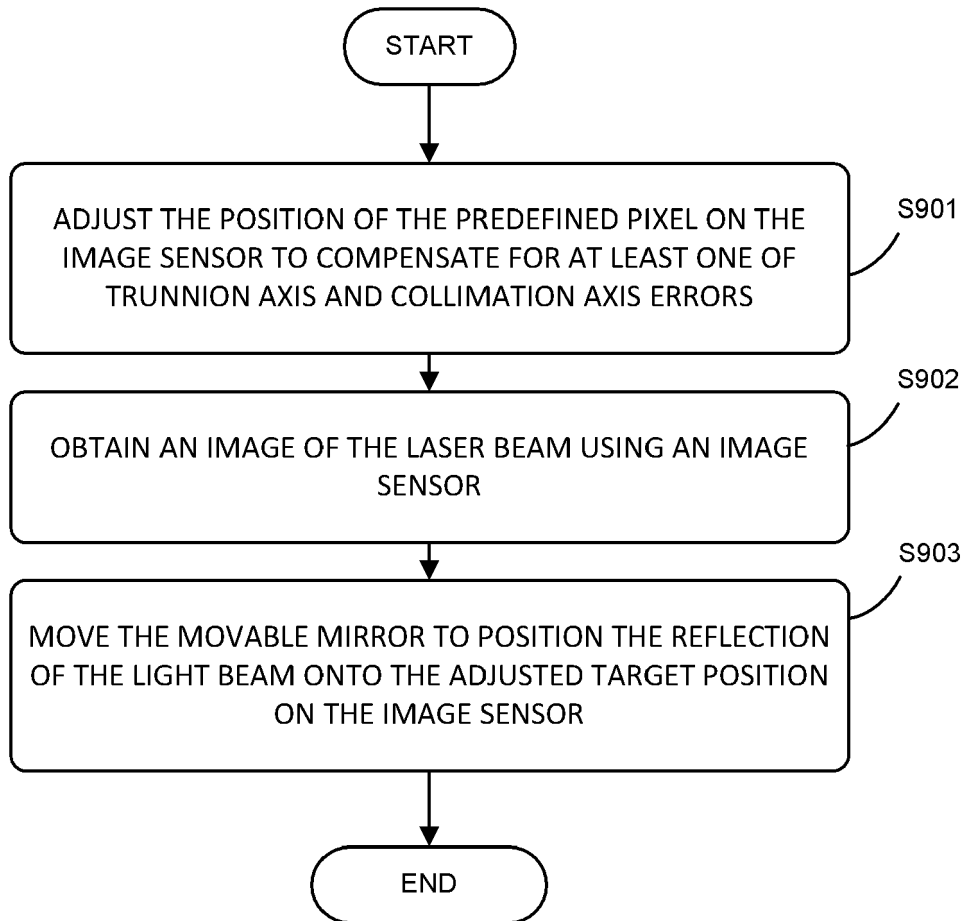 START
ADJUST THE POSITION OF THE PREDEFINED PIXEL ON THE
IMAGE SENSOR TO COMPENSATE FOR AT LEAST ONE OF
TRUNNION AXIS AND COLLIMATION AXIS ERRORS
S901
OBTAIN AN IMAGE OF THE LASER BEAM USING AN IMAGE
SENSOR
S902
MOVE THE MOVABLE MIRROR TO POSITION THE REFLECTION
OF THE LIGHT BEAM ONTO THE ADJUSTED TARGET POSITION
ON THE IMAGE SENSOR
S903
END